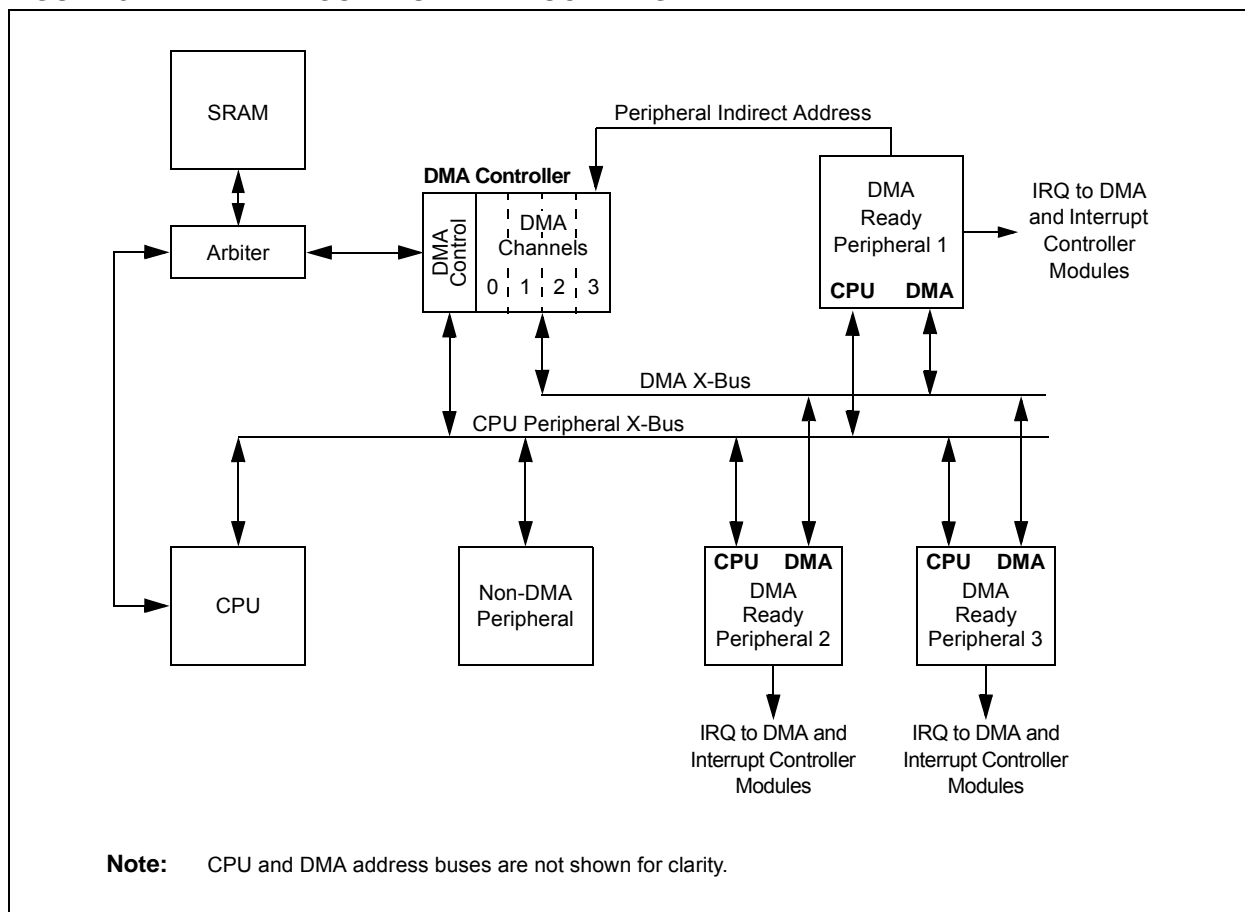 SRAM
Peripheral Indirect Address
DMA Controller
DMA
Control
DMA
Channels
0 1 2 3
DMA
Ready
Peripheral 1
CPU DMA
IRQ to DMA
and Interrupt
Controller
Modules
Arbiter
DMA X-Bus
CPU Peripheral X-Bus
CPU
Non-DMA
Peripheral
CPU DMA
DMA
Ready
Peripheral 2
CPU DMA
DMA
Ready
Peripheral 3
IRQ to DMA and
Interrupt Controller
Modules
IRQ to DMA and
Interrupt Controller
Modules
Note: CPU and DMA address buses are not shown for clarity.